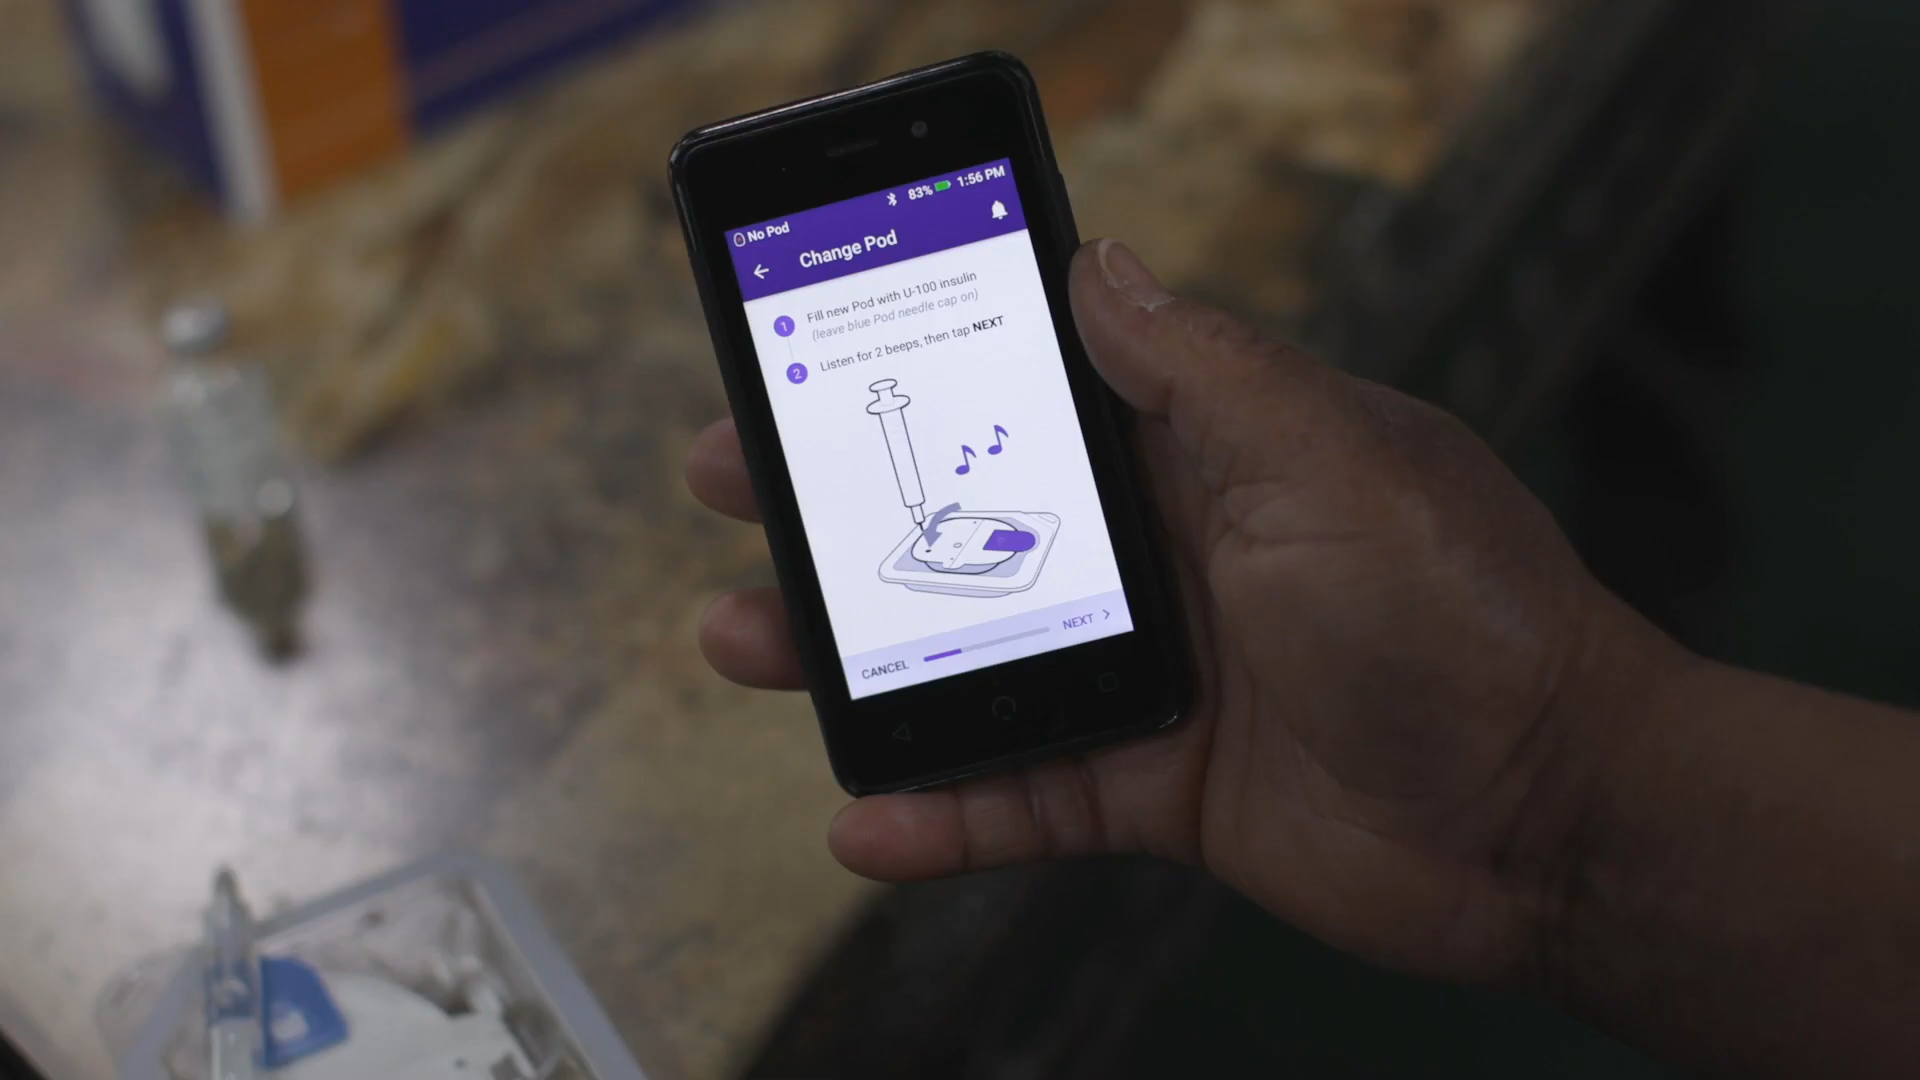 No Pod 83% 1:56 PM
Change Pod
1 Fill new Pod with U-100 insulin
(leave blue Pod needle cap on)
2 Listen for 2 beeps, then tap NEXT
CANCEL NEXT